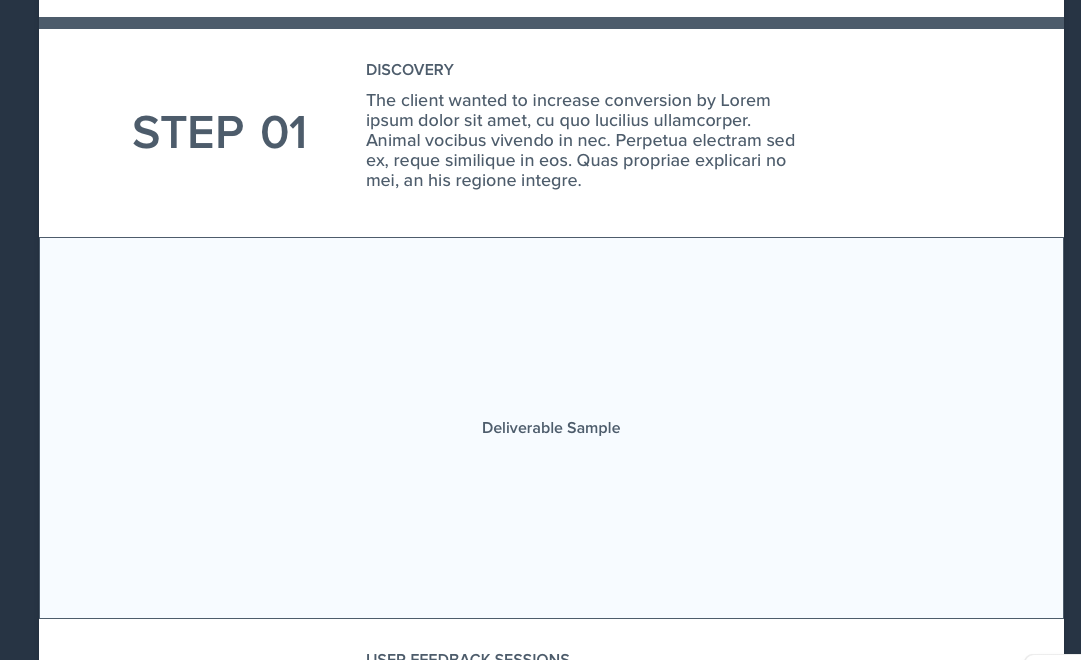 DISCOVERY
STEP 01
The client wanted to increase conversion by Lorem
ipsum dolor sit amet, cu quo lucilius ullamcorper.
Animal vocibus vivendo in nec. Perpetua electram sed
ex, reque similique in eos. Quas propriae explicari no
mei, an his regione integre.
Deliverable Sample
USER FEEDBACK SESSIONS